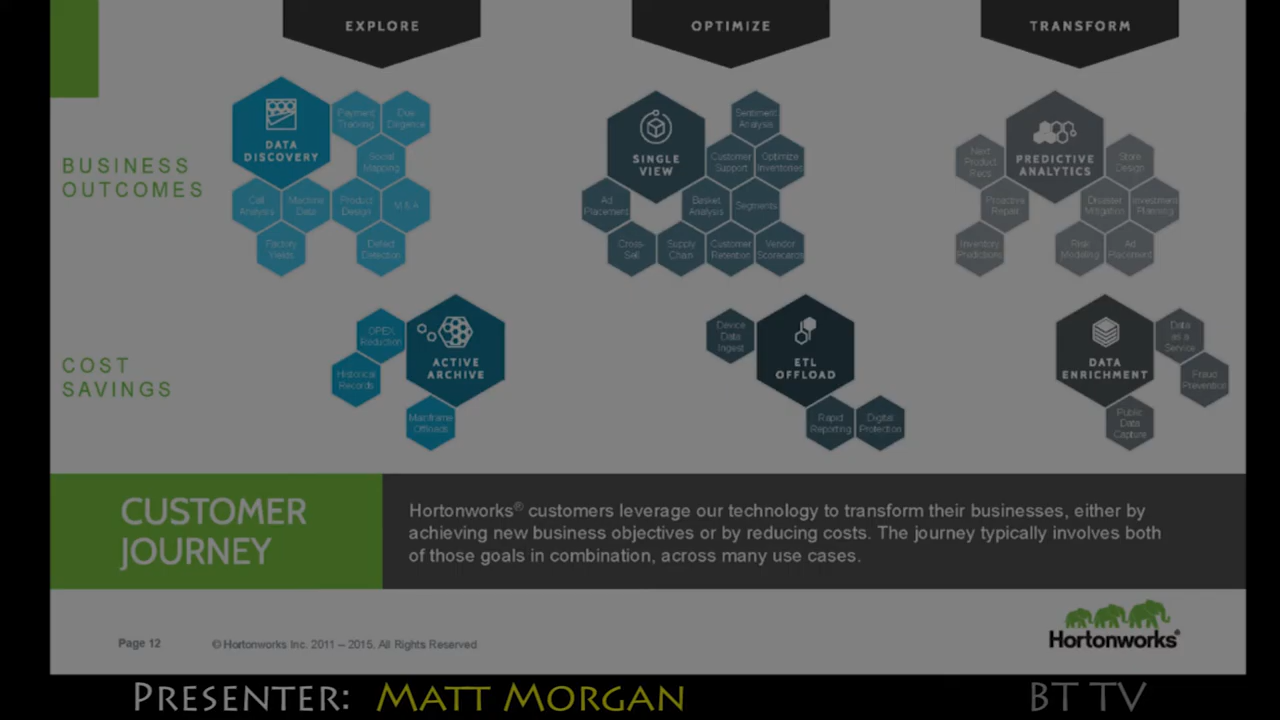 EXPLORE
OPTIMIZE
TRANSFORM
BUSINESS
OUTCOMES
DATA
DISCOVERY
Payment
Tracking
Due
Diligence
Social
Mapping
Call
Analysis
Machine
Data
Product
Design
M & A
Factory
Yields
Defect
Detection
SINGLE
VIEW
Sentiment
Analysis
Customer
Support
Optimize
Inventories
Ad
Placement
Basket
Analysis
Segments
Cross-
Sell
Supply
Chain
Customer
Retention
Vendor
Scorecards
PREDICTIVE
ANALYTICS
Next
Product
Recs
Store
Design
Proactive
Repair
Disaster
Mitigation
Investment
Planning
Inventory
Predictions
Risk
Modeling
Ad
Placement
COST
SAVINGS
OPEX
Reduction
Historical
Records
ACTIVE
ARCHIVE
Mainframe
Offloads
Device
Data
Ingest
ETL
OFFLOAD
Rapid
Reporting
Digital
Protection
DATA
ENRICHMENT
Data
as a
Service
Fraud
Prevention
Public
Data
Capture
CUSTOMER
JOURNEY
Hortonworks® customers leverage our technology to transform their businesses, either by
achieving new business objectives or by reducing costs. The journey typically involves both
of those goals in combination, across many use cases.
Page 12
© Hortonworks Inc. 2011 – 2015. All Rights Reserved
Hortonworks®
PRESENTER: MATT MORGAN
BT TV